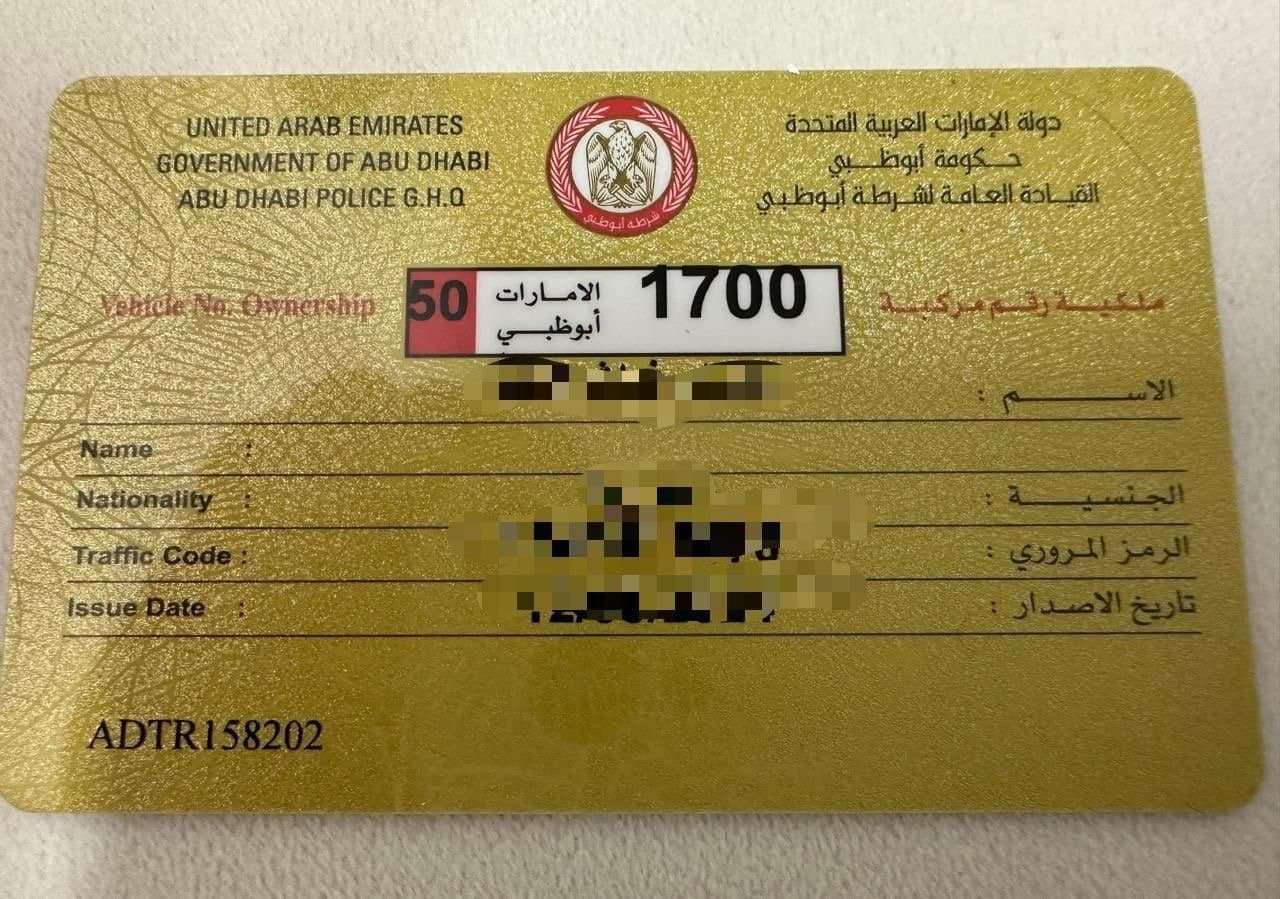 UNITED ARAB EMIRATES
GOVERNMENT OF ABU DHABI
ABU DHABI POLICE G.H.Q
دولة الإمارات العربية المتحدة
حكومة أبوظبي
القيادة العامة لشرطة أبوظبي
شرطة أبوظبي
Vehicle No. Ownership
50
الامارات
أبوظبي
1700
ملكية رقم مركبة
الاسم :
Name :
Nationality :
الجنسية :
Traffic Code :
الرمز المروري :
Issue Date :
تاريخ الاصدار :
ADTR158202